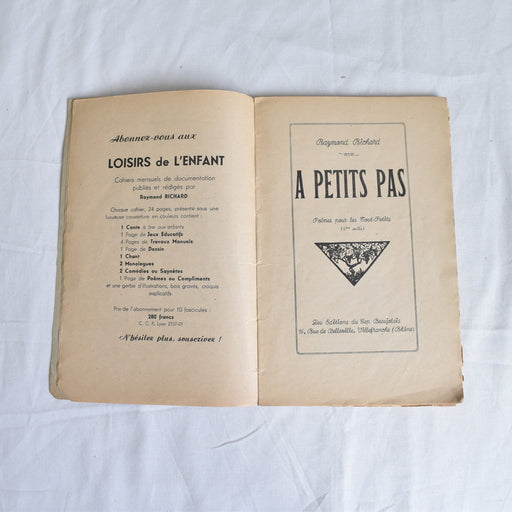 Abonnez-vous aux
LOISIRS de L'ENFANT
Cahiers mensuels de documentation
publiés et rédigés par
Raymond RICHARD
Chaque cahier, 24 pages, présenté sous une
luxueuse couverture en couleurs contient :
1 Conte à lire aux enfants
1 Page de Jeux Educatifs
4 Pages de Travaux Manuels
1 Page de Dessin
1 Chant
2 Monologues
2 Comédies ou Saynètes
1 Page de Poèmes ou Compliments
et une gerbe d'illustrations, bois gravés, croquis
explicatifs
Prix de l'abonnement pour 10 fascicules :
280 francs
C. C. P. Lyon 2537-01
N'hésitez plus, souscrivez !
Raymond Richard
A PETITS PAS
Poèmes pour les Tout-Petits
Les Editions du Cep Beaujolais
Rue de Belleville, Villefranche (Rhône)